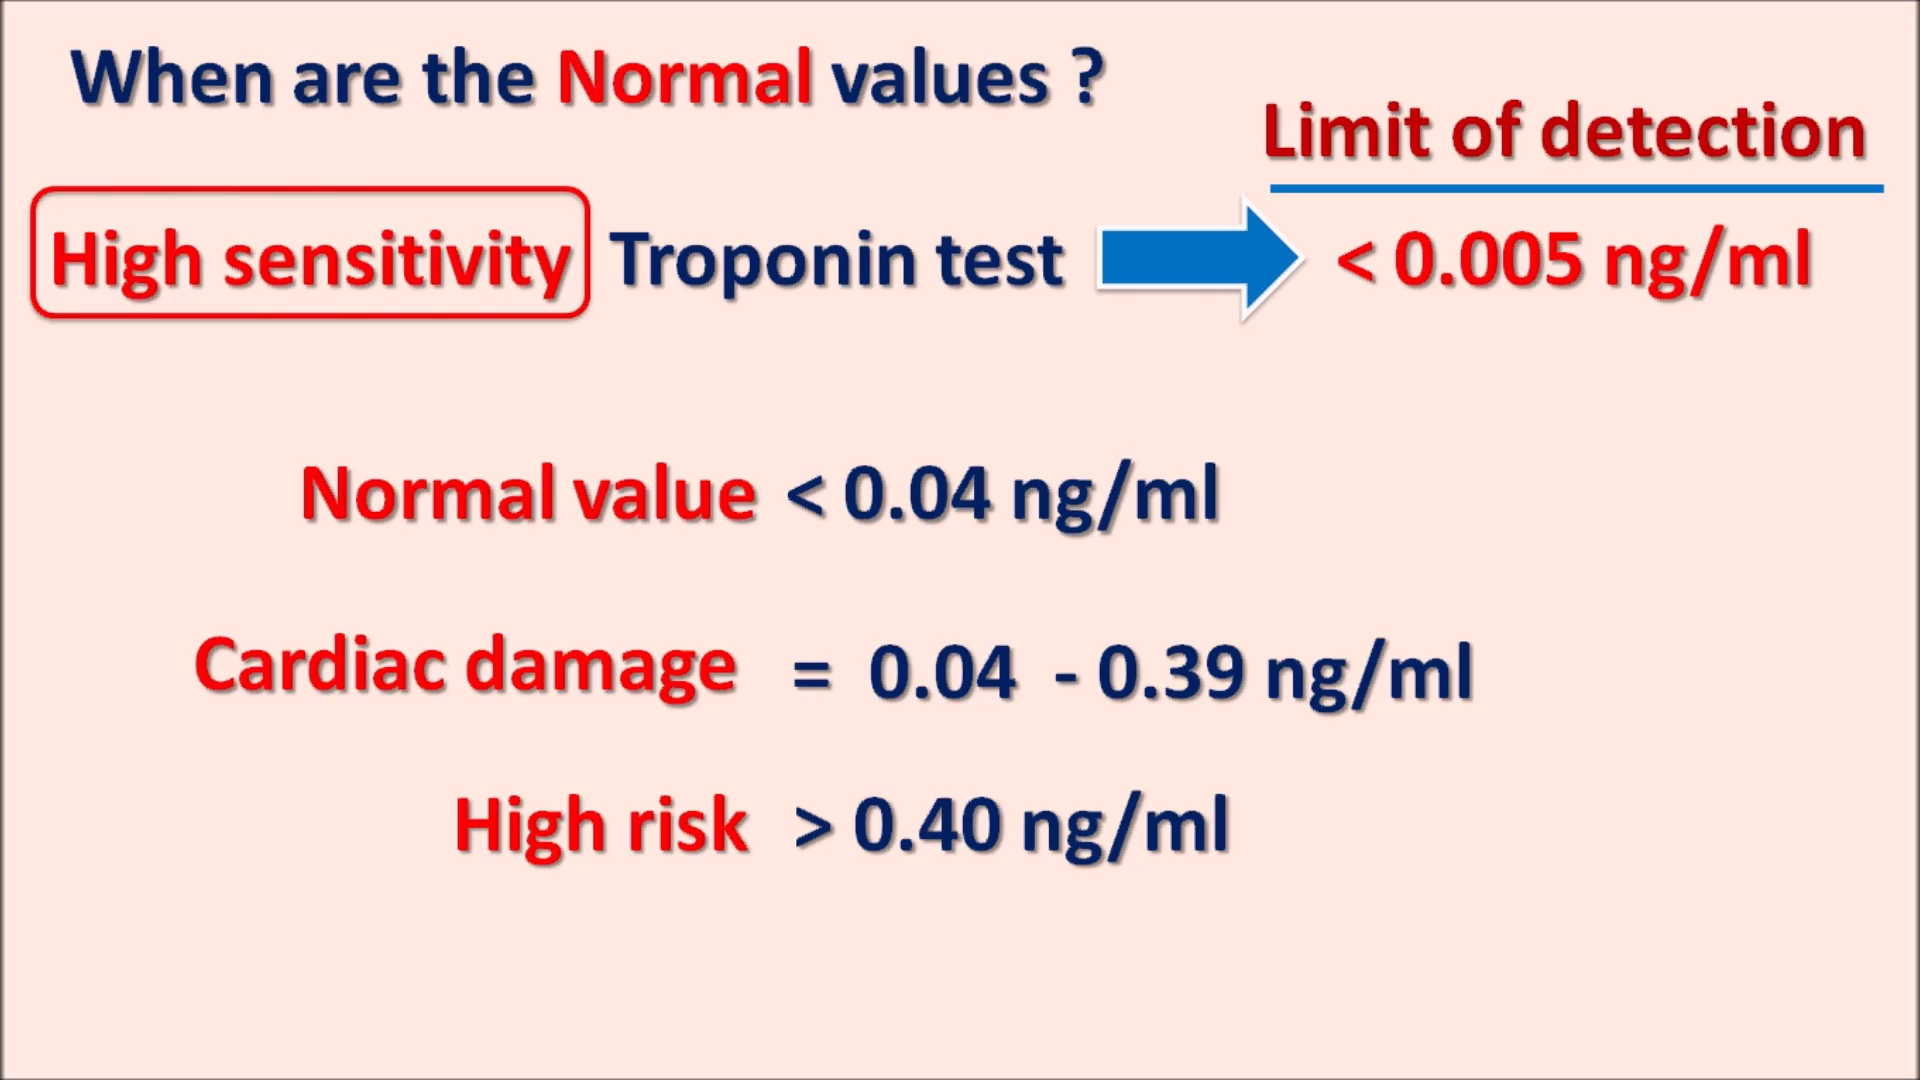 When are the Normal values ?
Limit of detection
High sensitivity Troponin test < 0.005 ng/ml
Normal value < 0.04 ng/ml
Cardiac damage = 0.04 - 0.39 ng/ml
High risk > 0.40 ng/ml